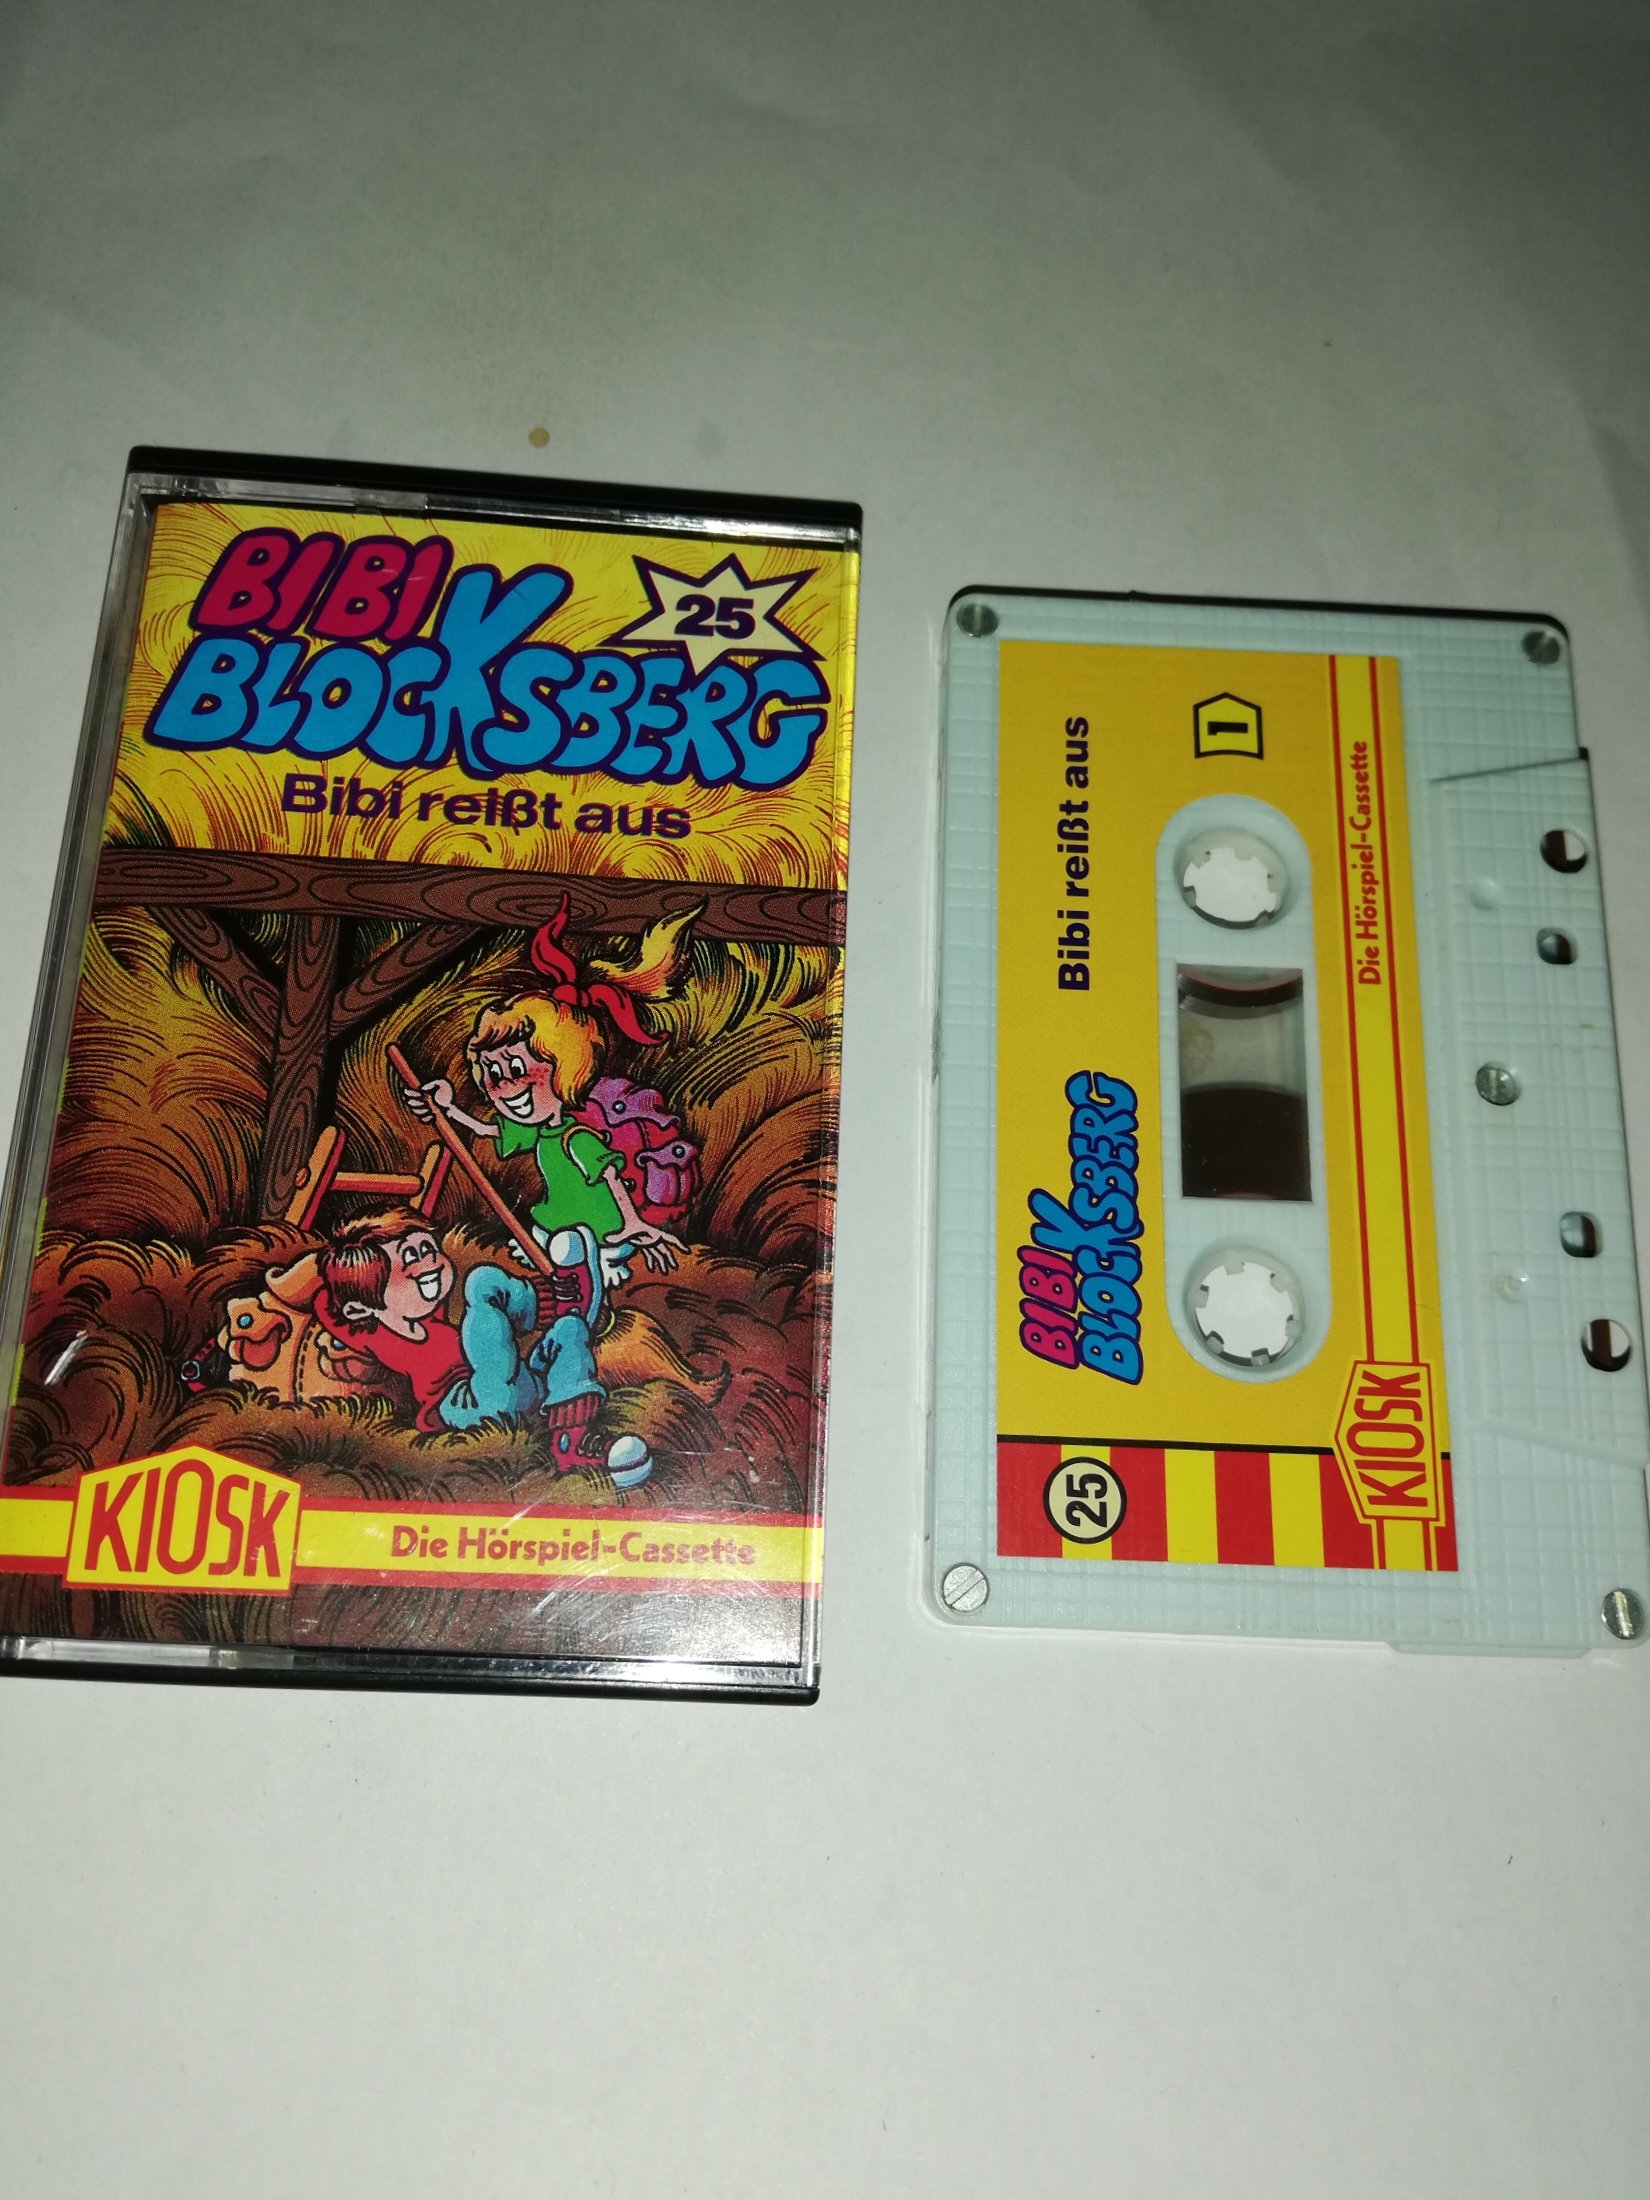 BIBI
BLOCKSBERG
25
Bibi reißt aus
KIOSK
Die Hörspiel-Cassette
BIBI
BLOCKSBERG
Bibi reißt aus
1
Die Hörspiel-Cassette
25
KIOSK